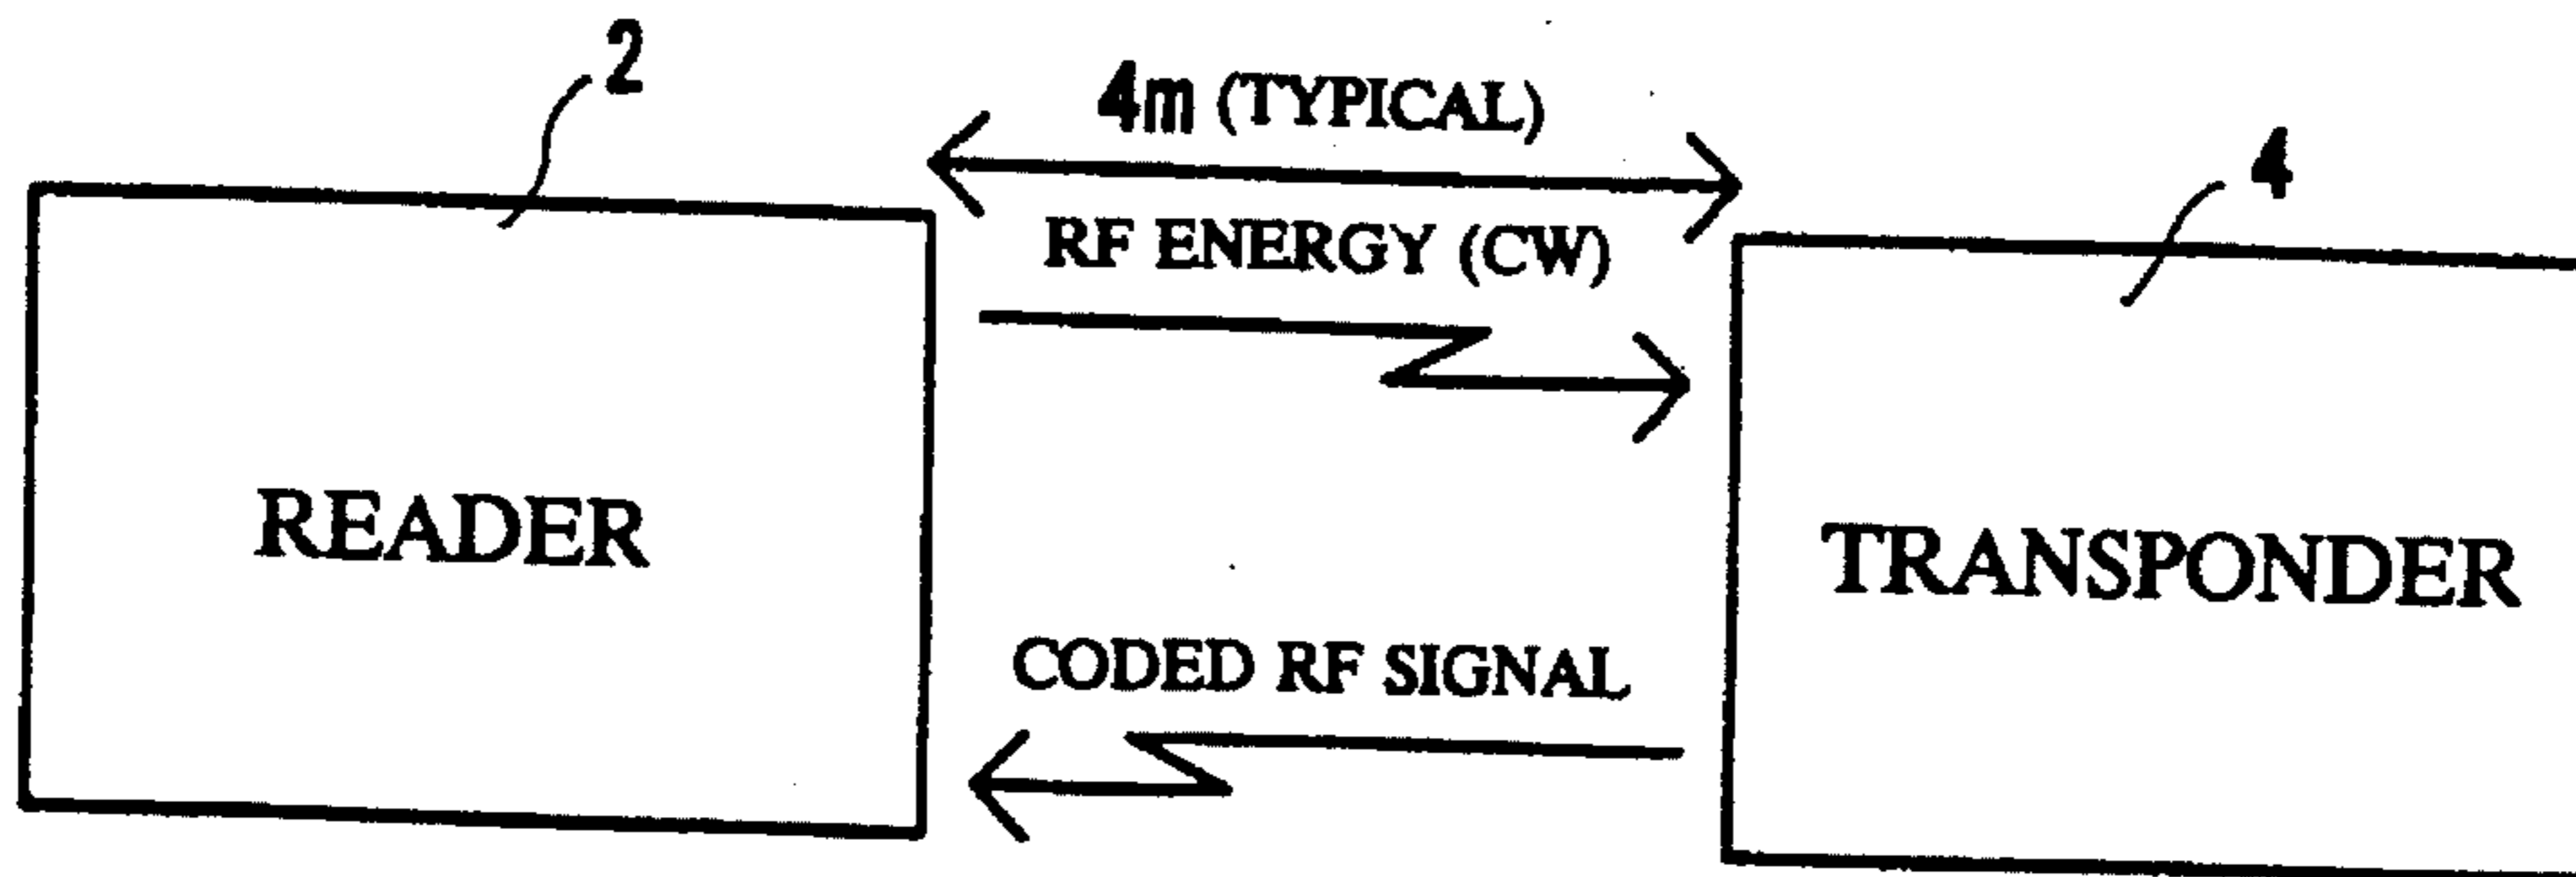 2
4m (TYPICAL)
4
RF ENERGY (CW)
READER
TRANSPONDER
CODED RF SIGNAL